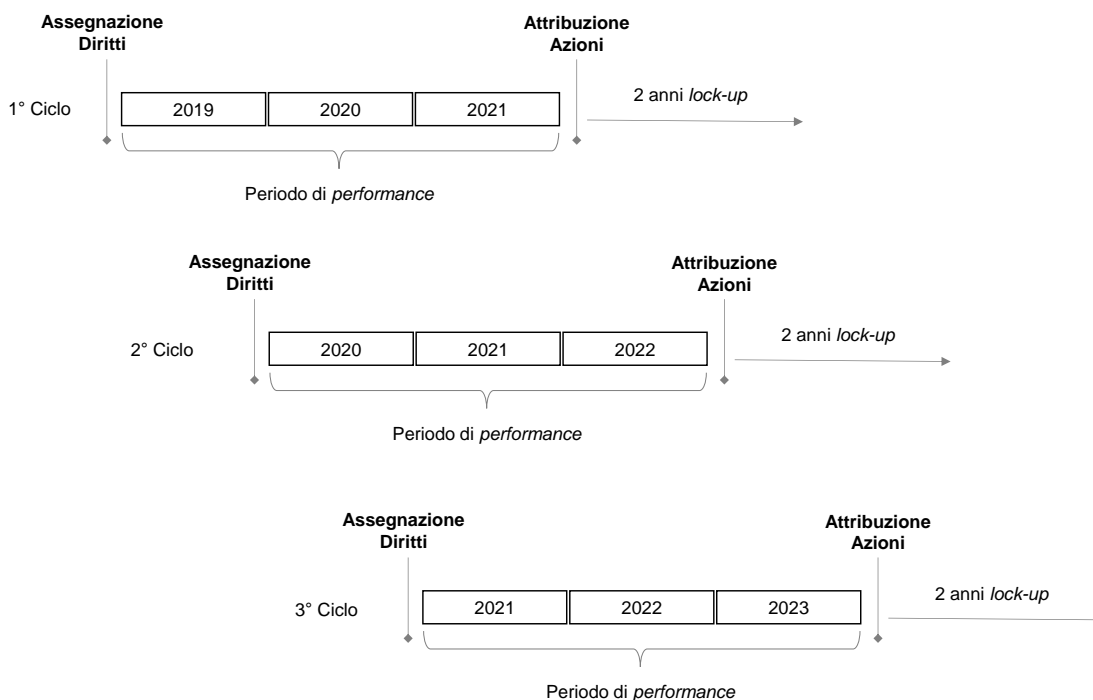 Assegnazione
Diritti
Attribuzione
Azioni
1° Ciclo
2019
2020
2021
2 anni lock-up
Periodo di performance
Assegnazione
Diritti
Attribuzione
Azioni
2° Ciclo
2020
2021
2022
2 anni lock-up
Periodo di performance
Assegnazione
Diritti
Attribuzione
Azioni
3° Ciclo
2021
2022
2023
2 anni lock-up
Periodo di performance